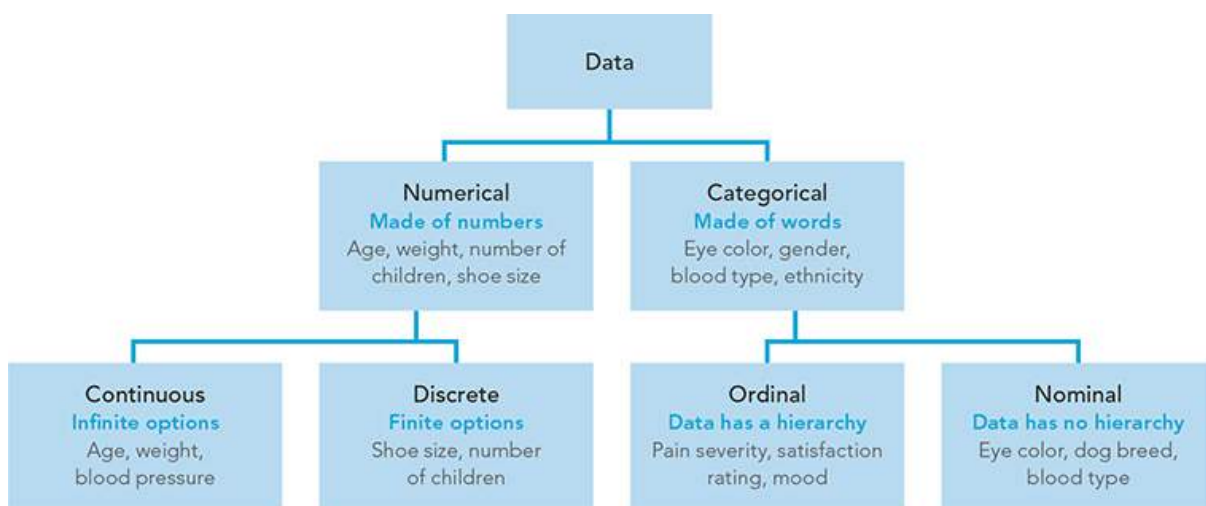 Data
Numerical
Made of numbers
Age, weight, number of
children, shoe size
Categorical
Made of words
Eye color, gender,
blood type, ethnicity
Continuous
Infinite options
Age, weight,
blood pressure
Discrete
Finite options
Shoe size, number
of children
Ordinal
Data has a hierarchy
Pain severity, satisfaction
rating, mood
Nominal
Data has no hierarchy
Eye color, dog breed,
blood type